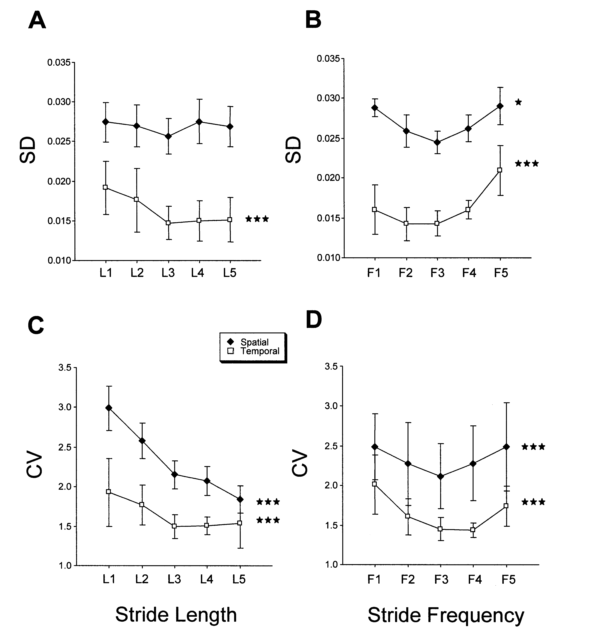 A
B
0.035
0.030
0.025
0.020
0.015
0.010
SD
★★★
L1 L2 L3 L4 L5
0.035
0.030
0.025
0.020
0.015
0.010
SD
★
★★★
F1 F2 F3 F4 F5
C
D
Spatial
Temporal
3.5
3.0
2.5
2.0
1.5
1.0
CV
★★★
★★★
L1 L2 L3 L4 L5
Stride Length
3.5
3.0
2.5
2.0
1.5
1.0
CV
★★★
★★★
F1 F2 F3 F4 F5
Stride Frequency